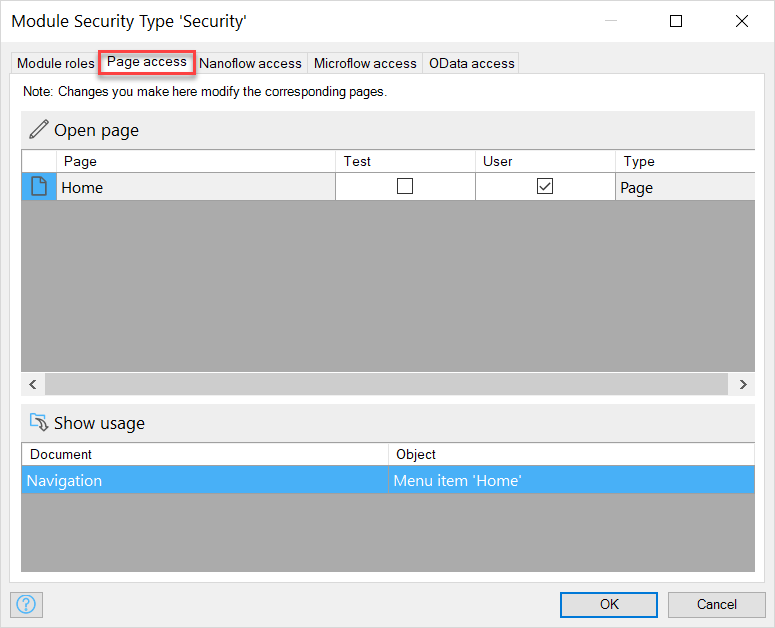 Module Security Type 'Security'
Module roles Page access Nanoflow access Microflow access OData access
Note: Changes you make here modify the corresponding pages.
Open page
Page Test User Type
Home Page
Show usage
Document Object
Navigation Menu item 'Home'
? OK Cancel